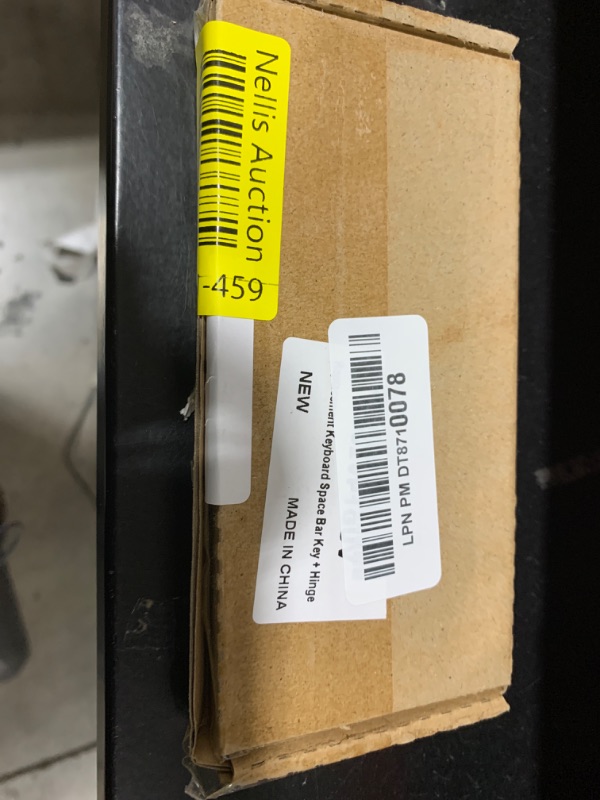 Nellis Auction
-459
LPN PM DT8710078
Keyboard Space Bar Key + Hinge
NEW
MADE IN CHINA